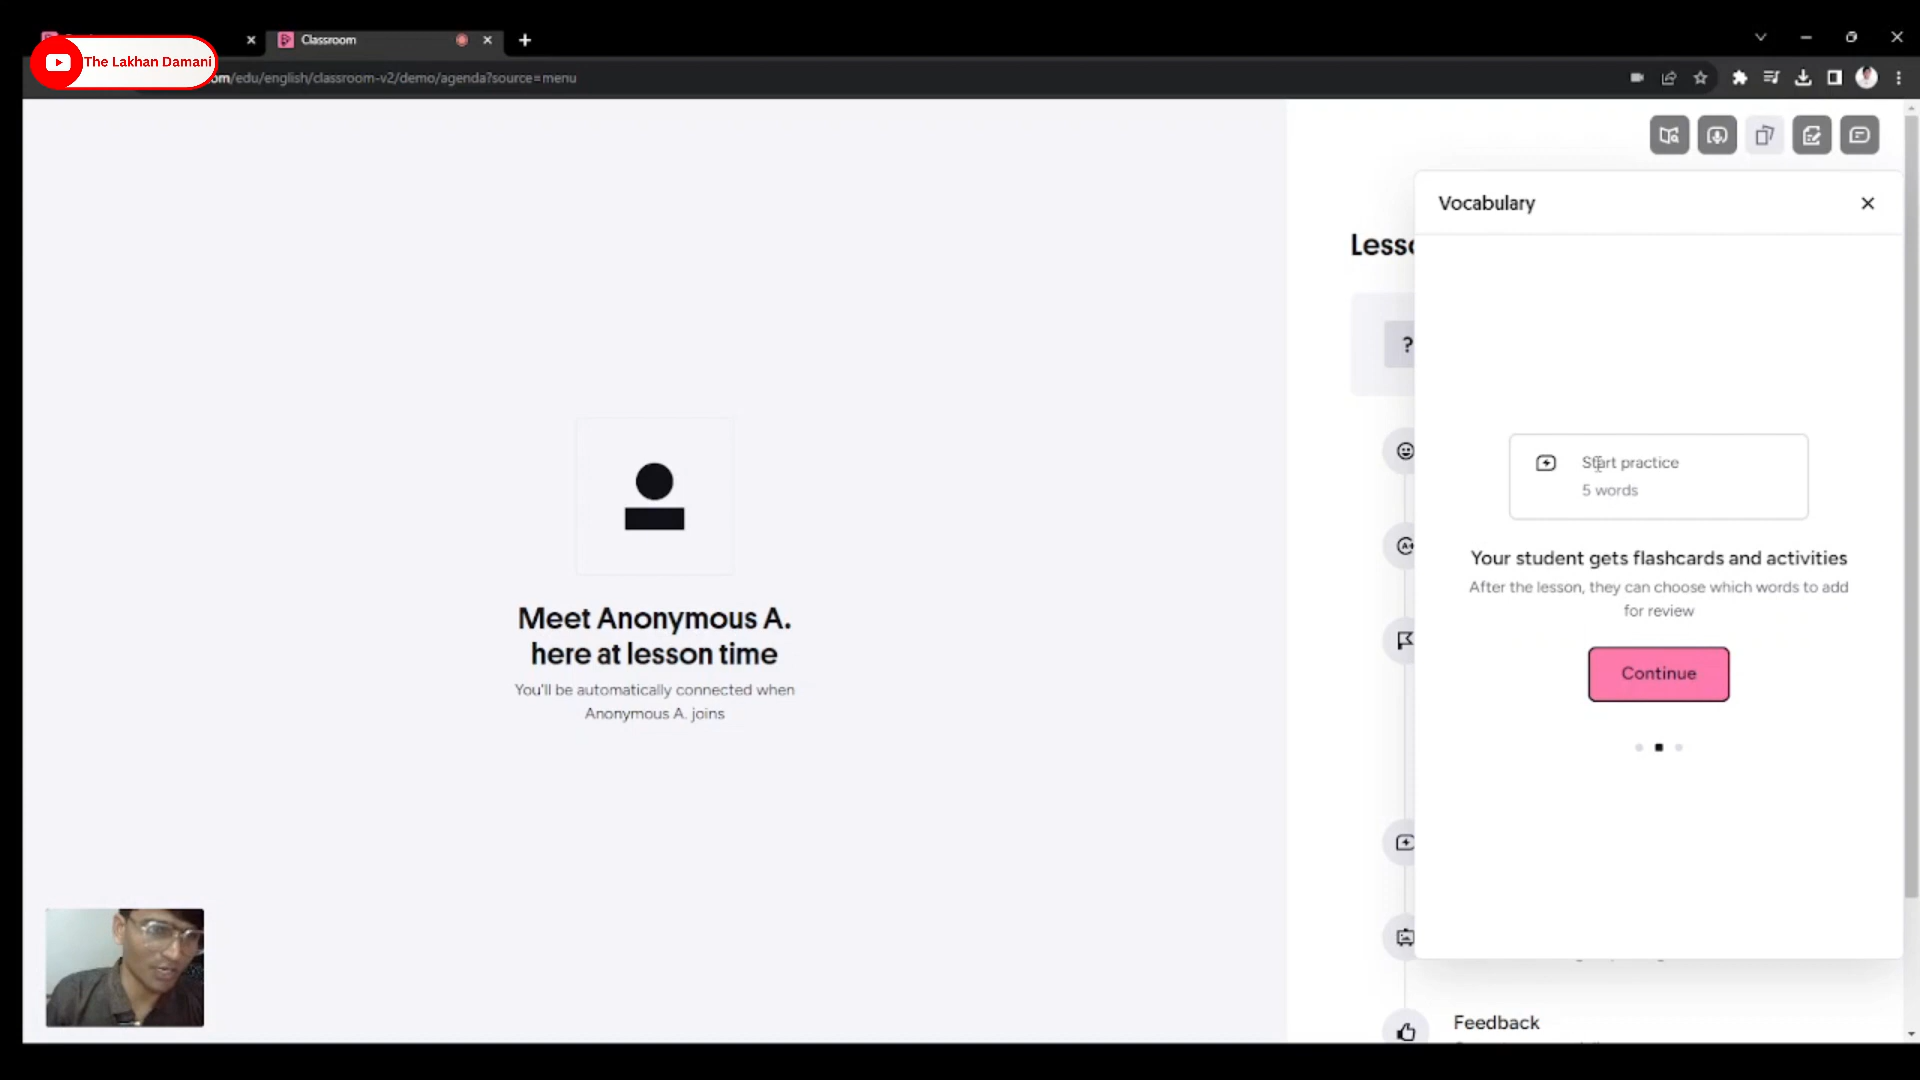 Classroom
The Lakhan Damani
om/edu/english/classroom-v2/demo/agenda?source=menu
Vocabulary
Lesso
?
Start practice
5 words
Your student gets flashcards and activities
After the lesson, they can choose which words to add
for review
Continue
Meet Anonymous A.
here at lesson time
You'll be automatically connected when
Anonymous A. joins
Feedback